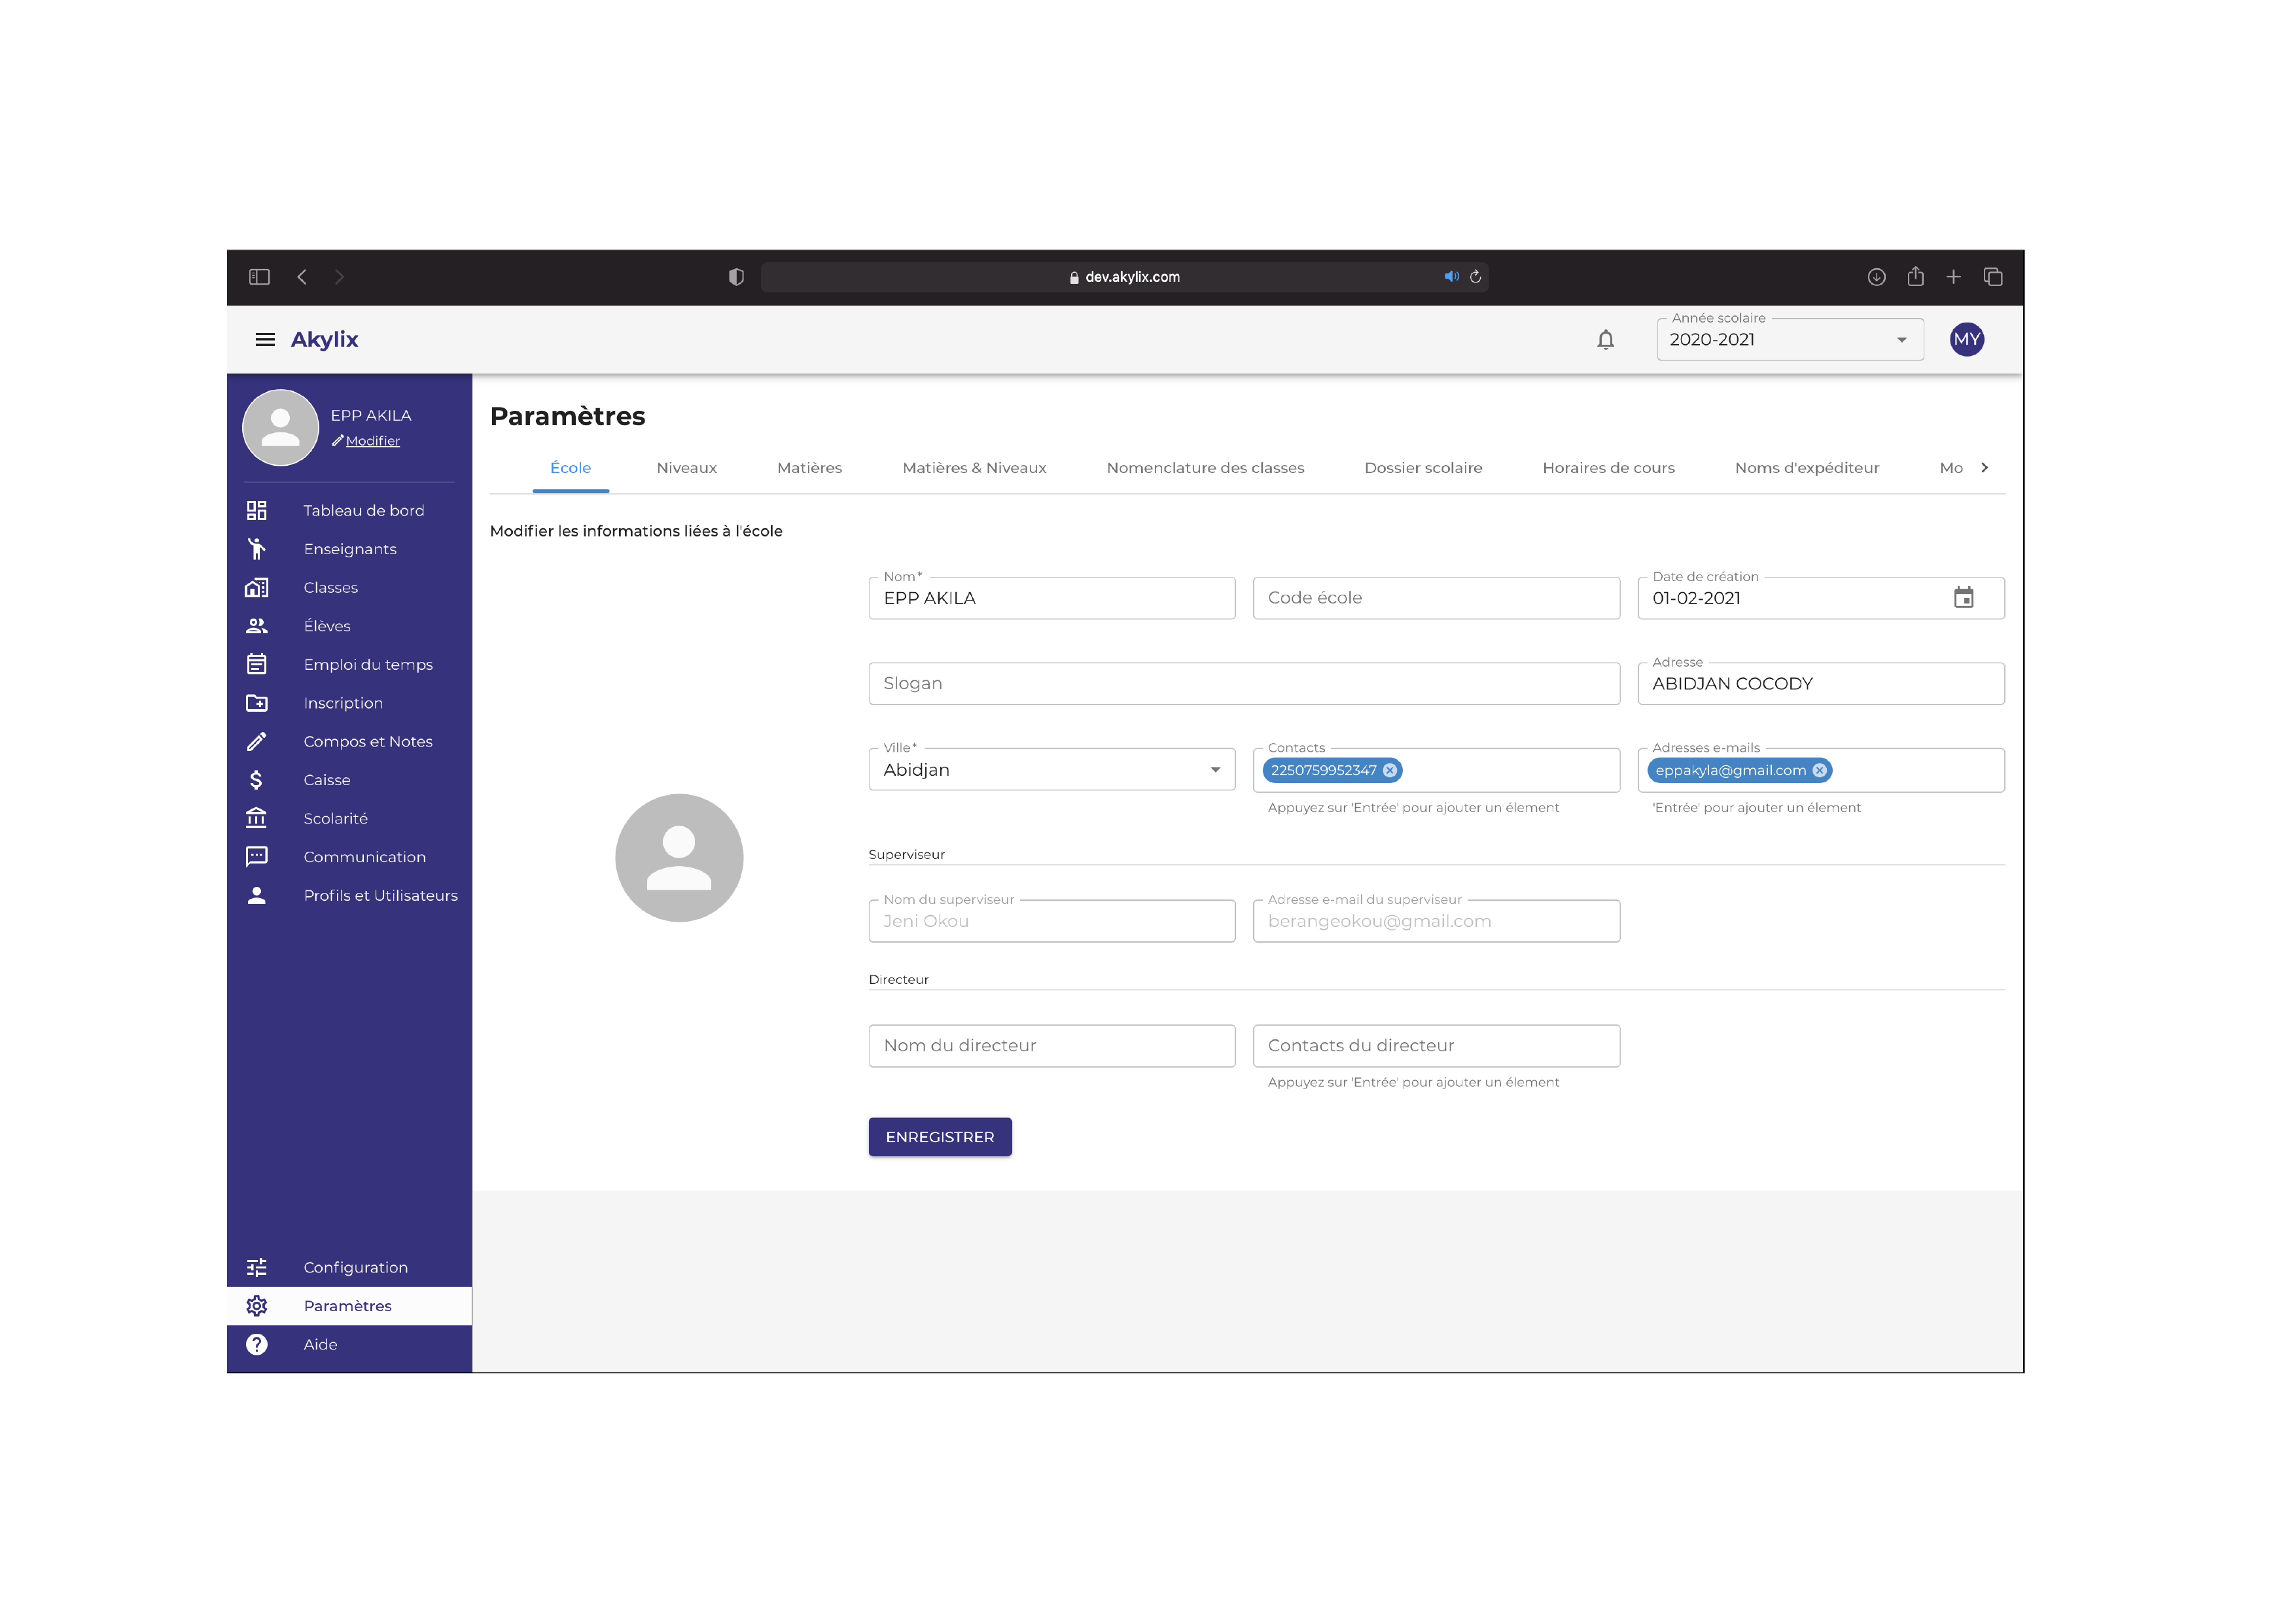 dev.akylix.com
Akylix
Année scolaire
2020-2021
MY
EPP AKILA
Modifier
Tableau de bord
Enseignants
Classes
Élèves
Emploi du temps
Inscription
Compos et Notes
Caisse
Scolarité
Communication
Profils et Utilisateurs
Configuration
Paramètres
Aide
Paramètres
École Niveaux Matières Matières & Niveaux Nomenclature des classes Dossier scolaire Horaires de cours Noms d'expéditeur Mo
Modifier les informations liées à l'école
Nom*
EPP AKILA
Code école
Date de création
01-02-2021
Slogan
Adresse
ABIDJAN COCODY
Ville*
Abidjan
Contacts
2250759952347
Appuyez sur 'Entrée' pour ajouter un élement
Adresses e-mails
eppakyla@gmail.com
'Entrée' pour ajouter un élement
Superviseur
Nom du superviseur
Jeni Okou
Adresse e-mail du superviseur
berangeokou@gmail.com
Directeur
Nom du directeur
Contacts du directeur
Appuyez sur 'Entrée' pour ajouter un élement
ENREGISTRER